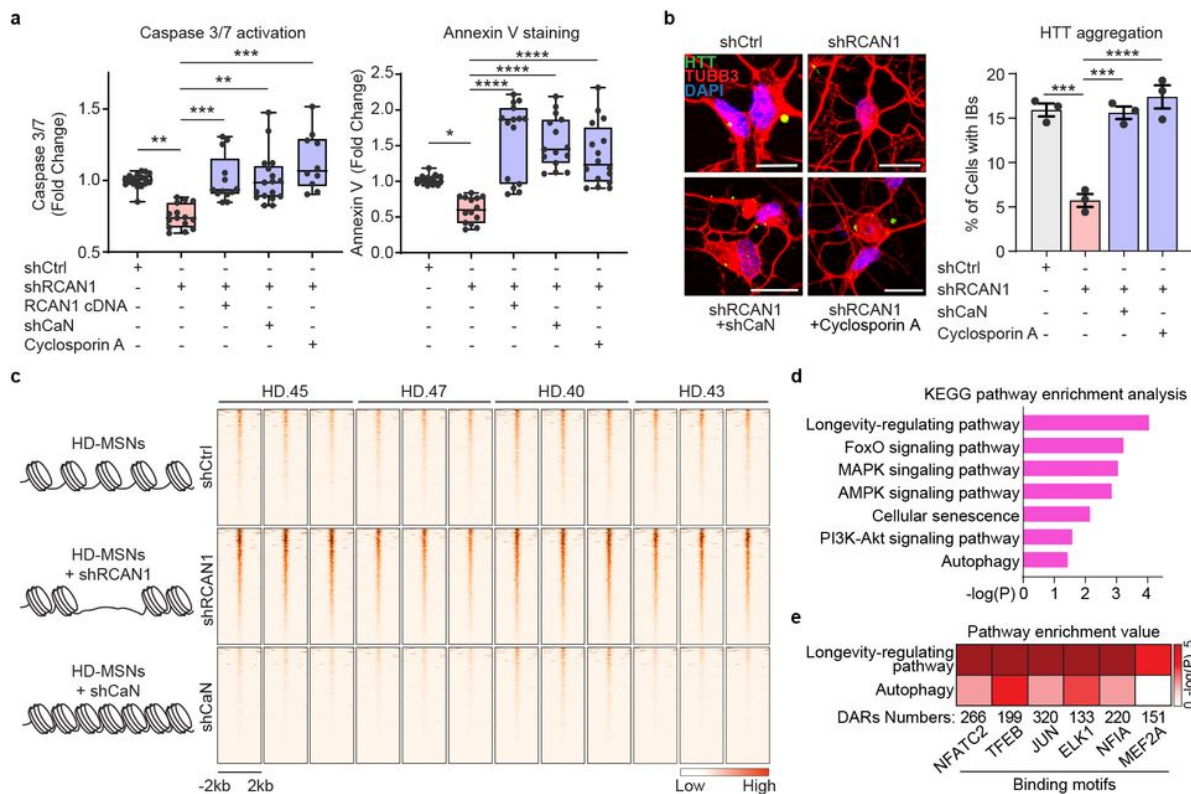 a
Caspase 3/7 activation
Caspase 3/7
(Fold Change)
1.5
1.0
0.5
**
***
**
***
Annexin V staining
Annexin V (Fold Change)
2.5
2.0
1.5
1.0
0.5
0
*
****
****
****
shCtrl + - - - - + - - - -
shRCAN1 - + + + + - + + + +
RCAN1 cDNA - - + - - - - + - -
shCaN - - - + - - - - + -
Cyclosporin A - - - - + - - - - +
b
shCtrl
shRCAN1
HTT
TUBB3
DAPI
shRCAN1
+shCaN
shRCAN1
+Cyclosporin A
HTT aggregation
% of Cells with IBs
20
15
10
5
0
***
***
****
shCtrl + - - -
shRCAN1 - + + +
shCaN - - + -
Cyclosporin A - - - +
c
HD.45
HD.47
HD.40
HD.43
HD-MSNs
shCtrl
HD-MSNs
+ shRCAN1
shRCAN1
HD-MSNs
+ shCaN
shCaN
-2kb 2kb
Low High
d
KEGG pathway enrichment analysis
Longevity-regulating pathway
FoxO signaling pathway
MAPK singaling pathway
AMPK signaling pathway
Cellular senescence
PI3K-Akt signaling pathway
Autophagy
-log(P) 0 1 2 3 4
e
Pathway enrichment value
Longevity-regulating
pathway
Autophagy
0 -log(P) 5
DARs Numbers: 266 199 320 133 220 151
NFATC2 TFEB JUN ELK1 NFIA MEF2A
Binding motifs